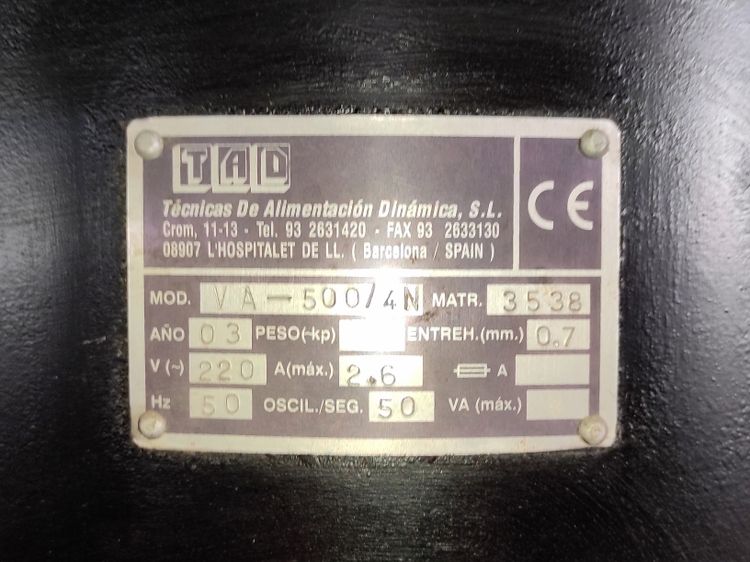 TAD
Técnicas De Alimentación Dinámica, S.L.
Crom, 11-13 - Tel. 93 2631420 - FAX 93 2633130
08907 L'HOSPITALET DE LL. ( Barcelona / SPAIN )
CE
MOD. VA-500/4N MATR. 3538
AÑO 03 PESO(~kp) ENTREH.(mm.) 0.7
V (~) 220 A(máx.) 2.6 A
Hz 50 OSCIL./SEG. 50 VA (máx.)